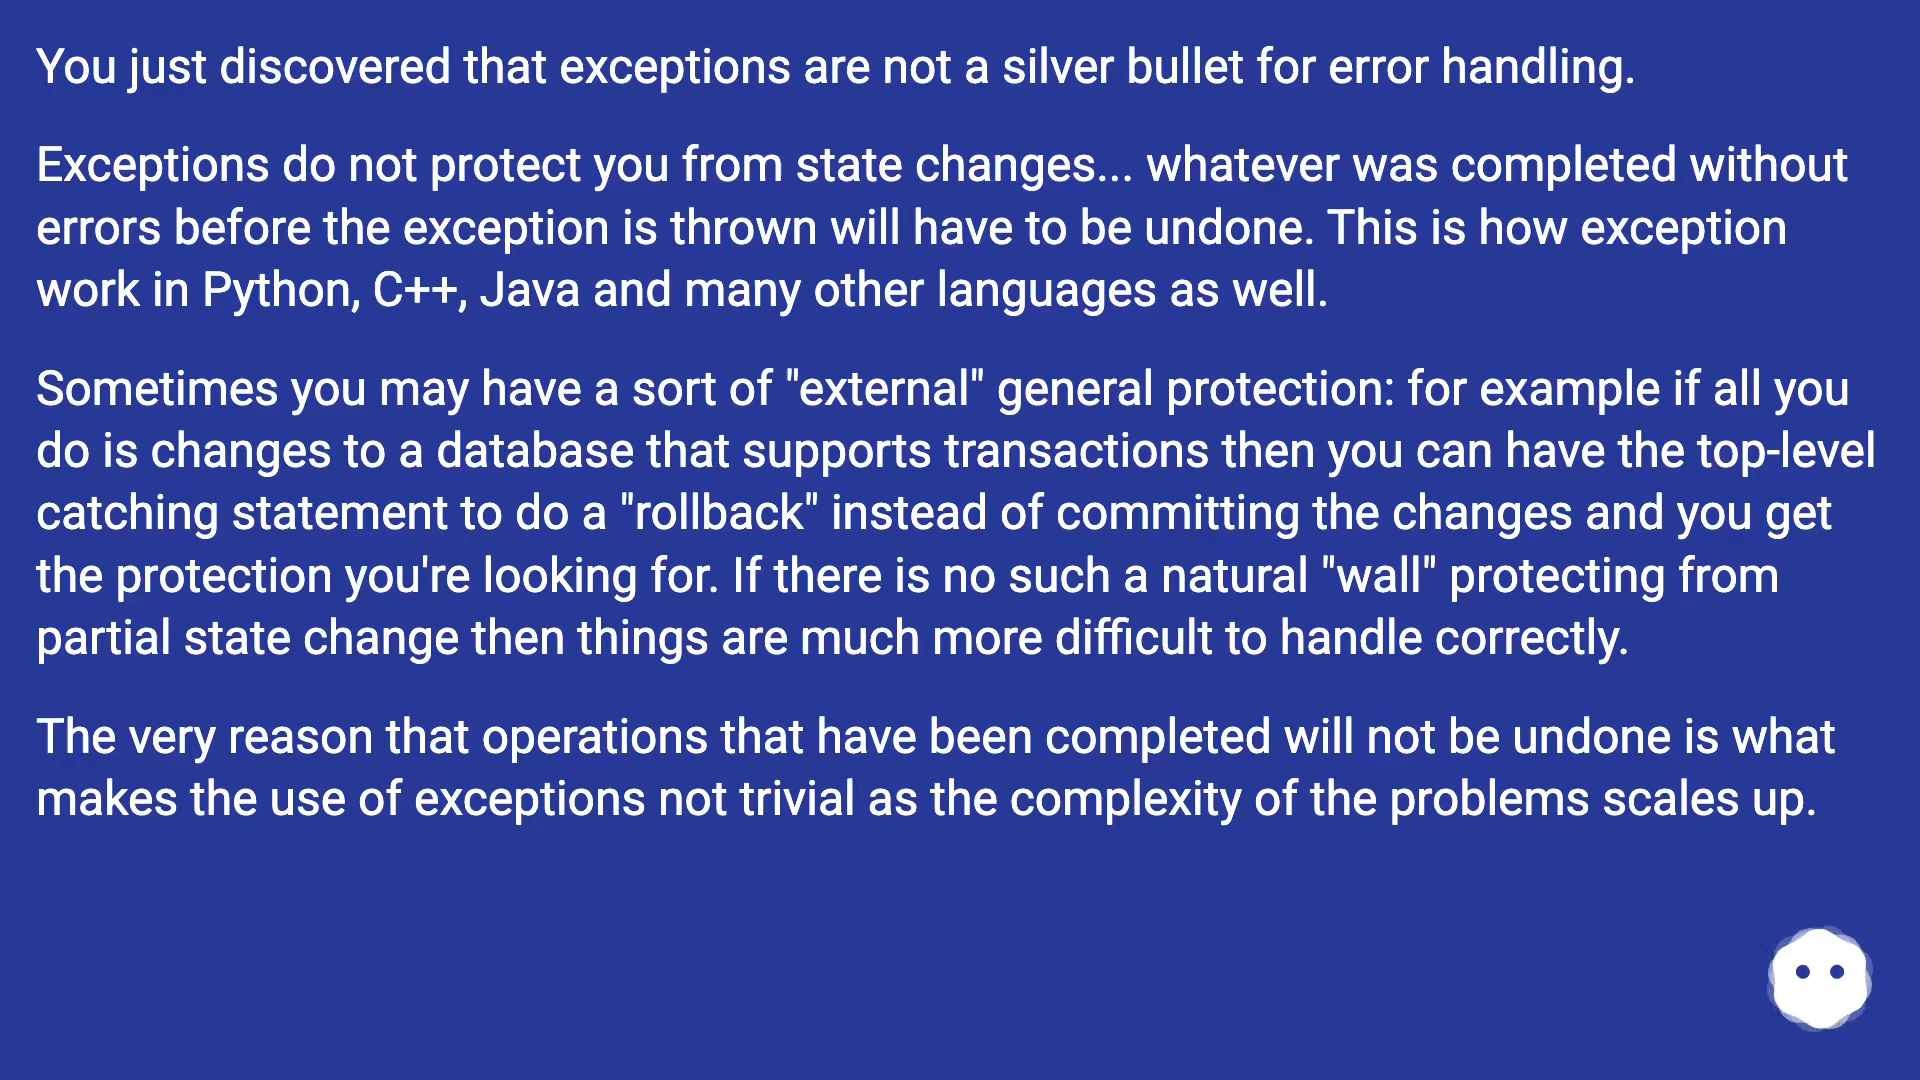 You just discovered that exceptions are not a silver bullet for error handling.
Exceptions do not protect you from state changes... whatever was completed without
errors before the exception is thrown will have to be undone. This is how exception
work in Python, C++, Java and many other languages as well.
Sometimes you may have a sort of "external" general protection: for example if all you
do is changes to a database that supports transactions then you can have the top-level
catching statement to do a "rollback" instead of committing the changes and you get
the protection you're looking for. If there is no such a natural "wall" protecting from
partial state change then things are much more difficult to handle correctly.
The very reason that operations that have been completed will not be undone is what
makes the use of exceptions not trivial as the complexity of the problems scales up.